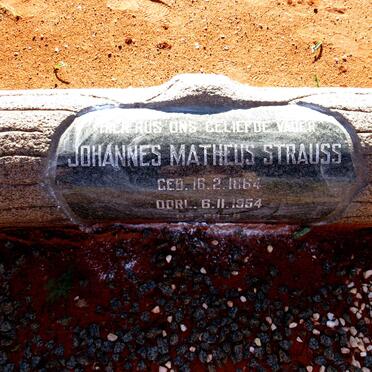 HIER RUS ONS GELIEFDE VADER
JOHANNES MATHEUS STRAUSS
GEB. 16.2.1864
OORL. 6.11.1954